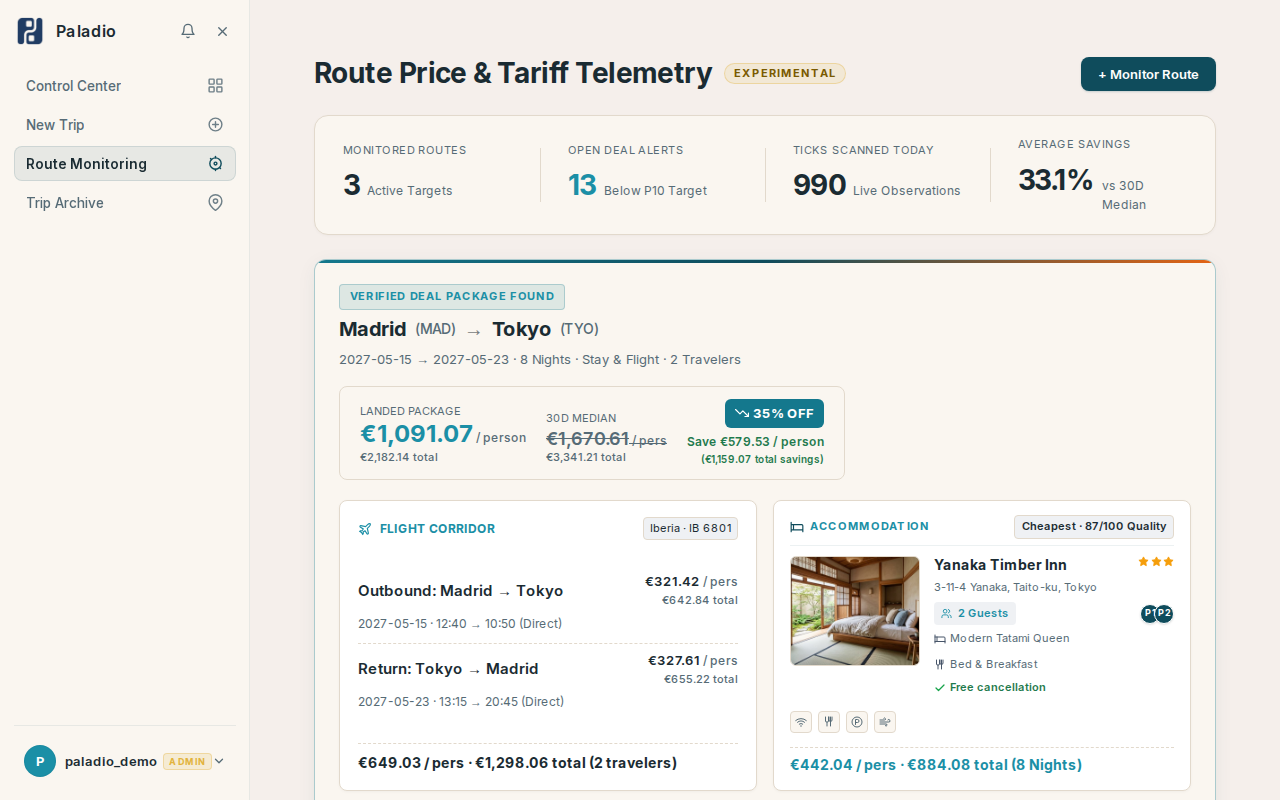 Paladio
Control Center
New Trip
Route Monitoring
Trip Archive
P
paladio_demo
ADMIN
Route Price & Tariff Telemetry
EXPERIMENTAL
+ Monitor Route
MONITORED ROUTES
3 Active Targets
OPEN DEAL ALERTS
13 Below P10 Target
TICKS SCANNED TODAY
990 Live Observations
AVERAGE SAVINGS
33.1% vs 30D
Median
VERIFIED DEAL PACKAGE FOUND
Madrid (MAD) → Tokyo (TYO)
2027-05-15 → 2027-05-23 · 8 Nights · Stay & Flight · 2 Travelers
LANDED PACKAGE
€1,091.07 / person
€2,182.14 total
30D MEDIAN
€1,670.61 / pers
€3,341.21 total
35% OFF
Save €579.53 / person
(€1,159.07 total savings)
FLIGHT CORRIDOR
Iberia · IB 6801
Outbound: Madrid → Tokyo
€321.42 / pers
€642.84 total
2027-05-15 · 12:40 → 10:50 (Direct)
Return: Tokyo → Madrid
€327.61 / pers
€655.22 total
2027-05-23 · 13:15 → 20:45 (Direct)
€649.03 / pers · €1,298.06 total (2 travelers)
ACCOMMODATION
Cheapest · 87/100 Quality
Yanaka Timber Inn
3-11-4 Yanaka, Taito-ku, Tokyo
2 Guests
P1 P2
Modern Tatami Queen
Bed & Breakfast
Free cancellation
€442.04 / pers · €884.08 total (8 Nights)